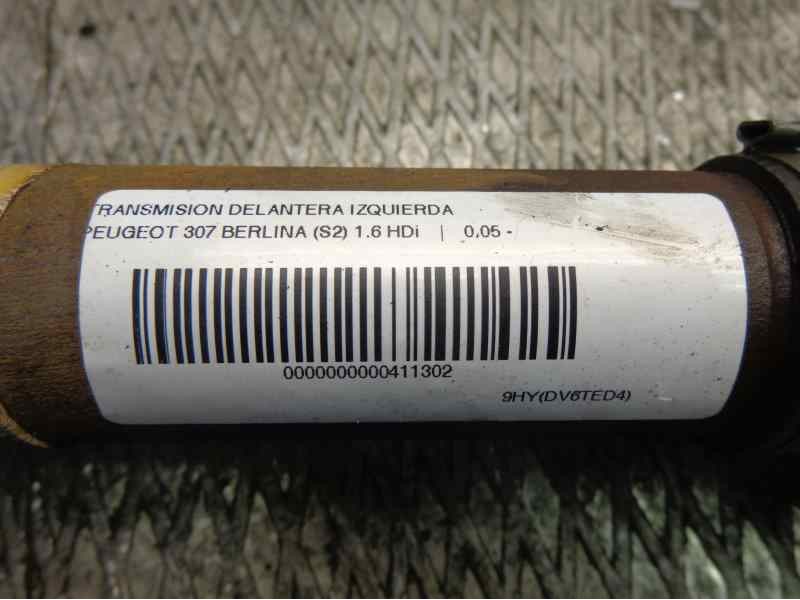 TRANSMISION DELANTERA IZQUIERDA
PEUGEOT 307 BERLINA (S2) 1.6 HDi | 0,05 -
0000000000411302
9HY(DV6TED4)